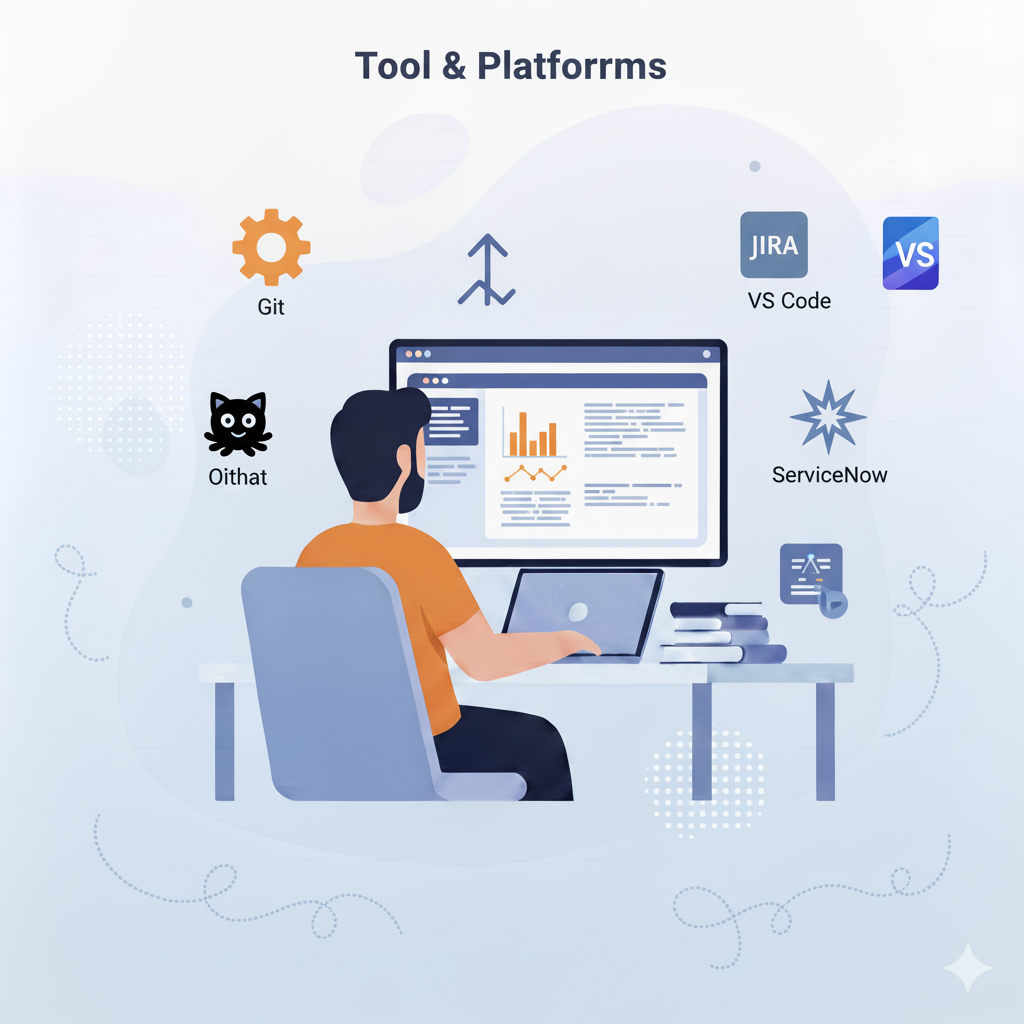 Tool & Platforrms
JIRA
VS
Git
VS Code
Oithat
ServiceNow